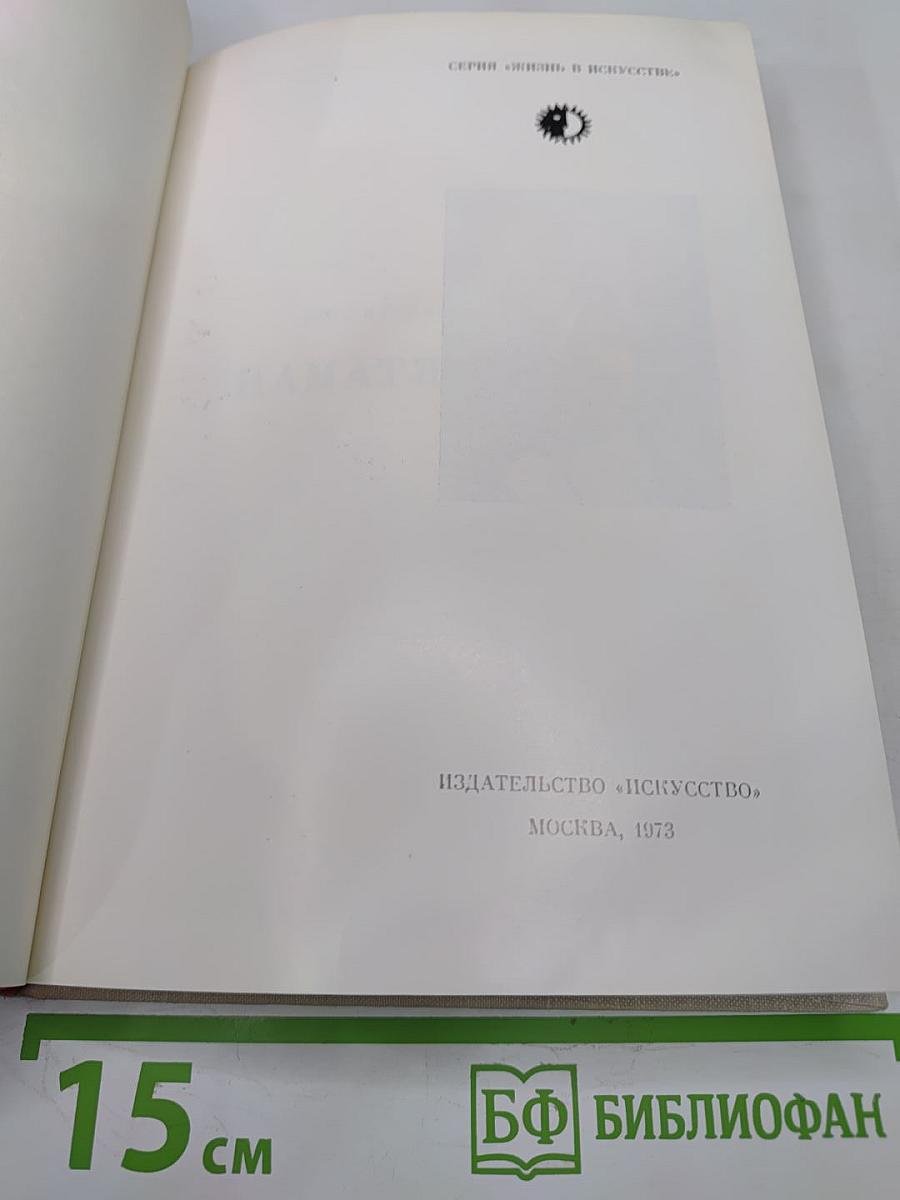 СЕРИЯ «ЖИЗНЬ В ИСКУССТВЕ»
ИЗДАТЕЛЬСТВО «ИСКУССТВО»
МОСКВА, 1973
15 см
БФ БИБЛИОФАН